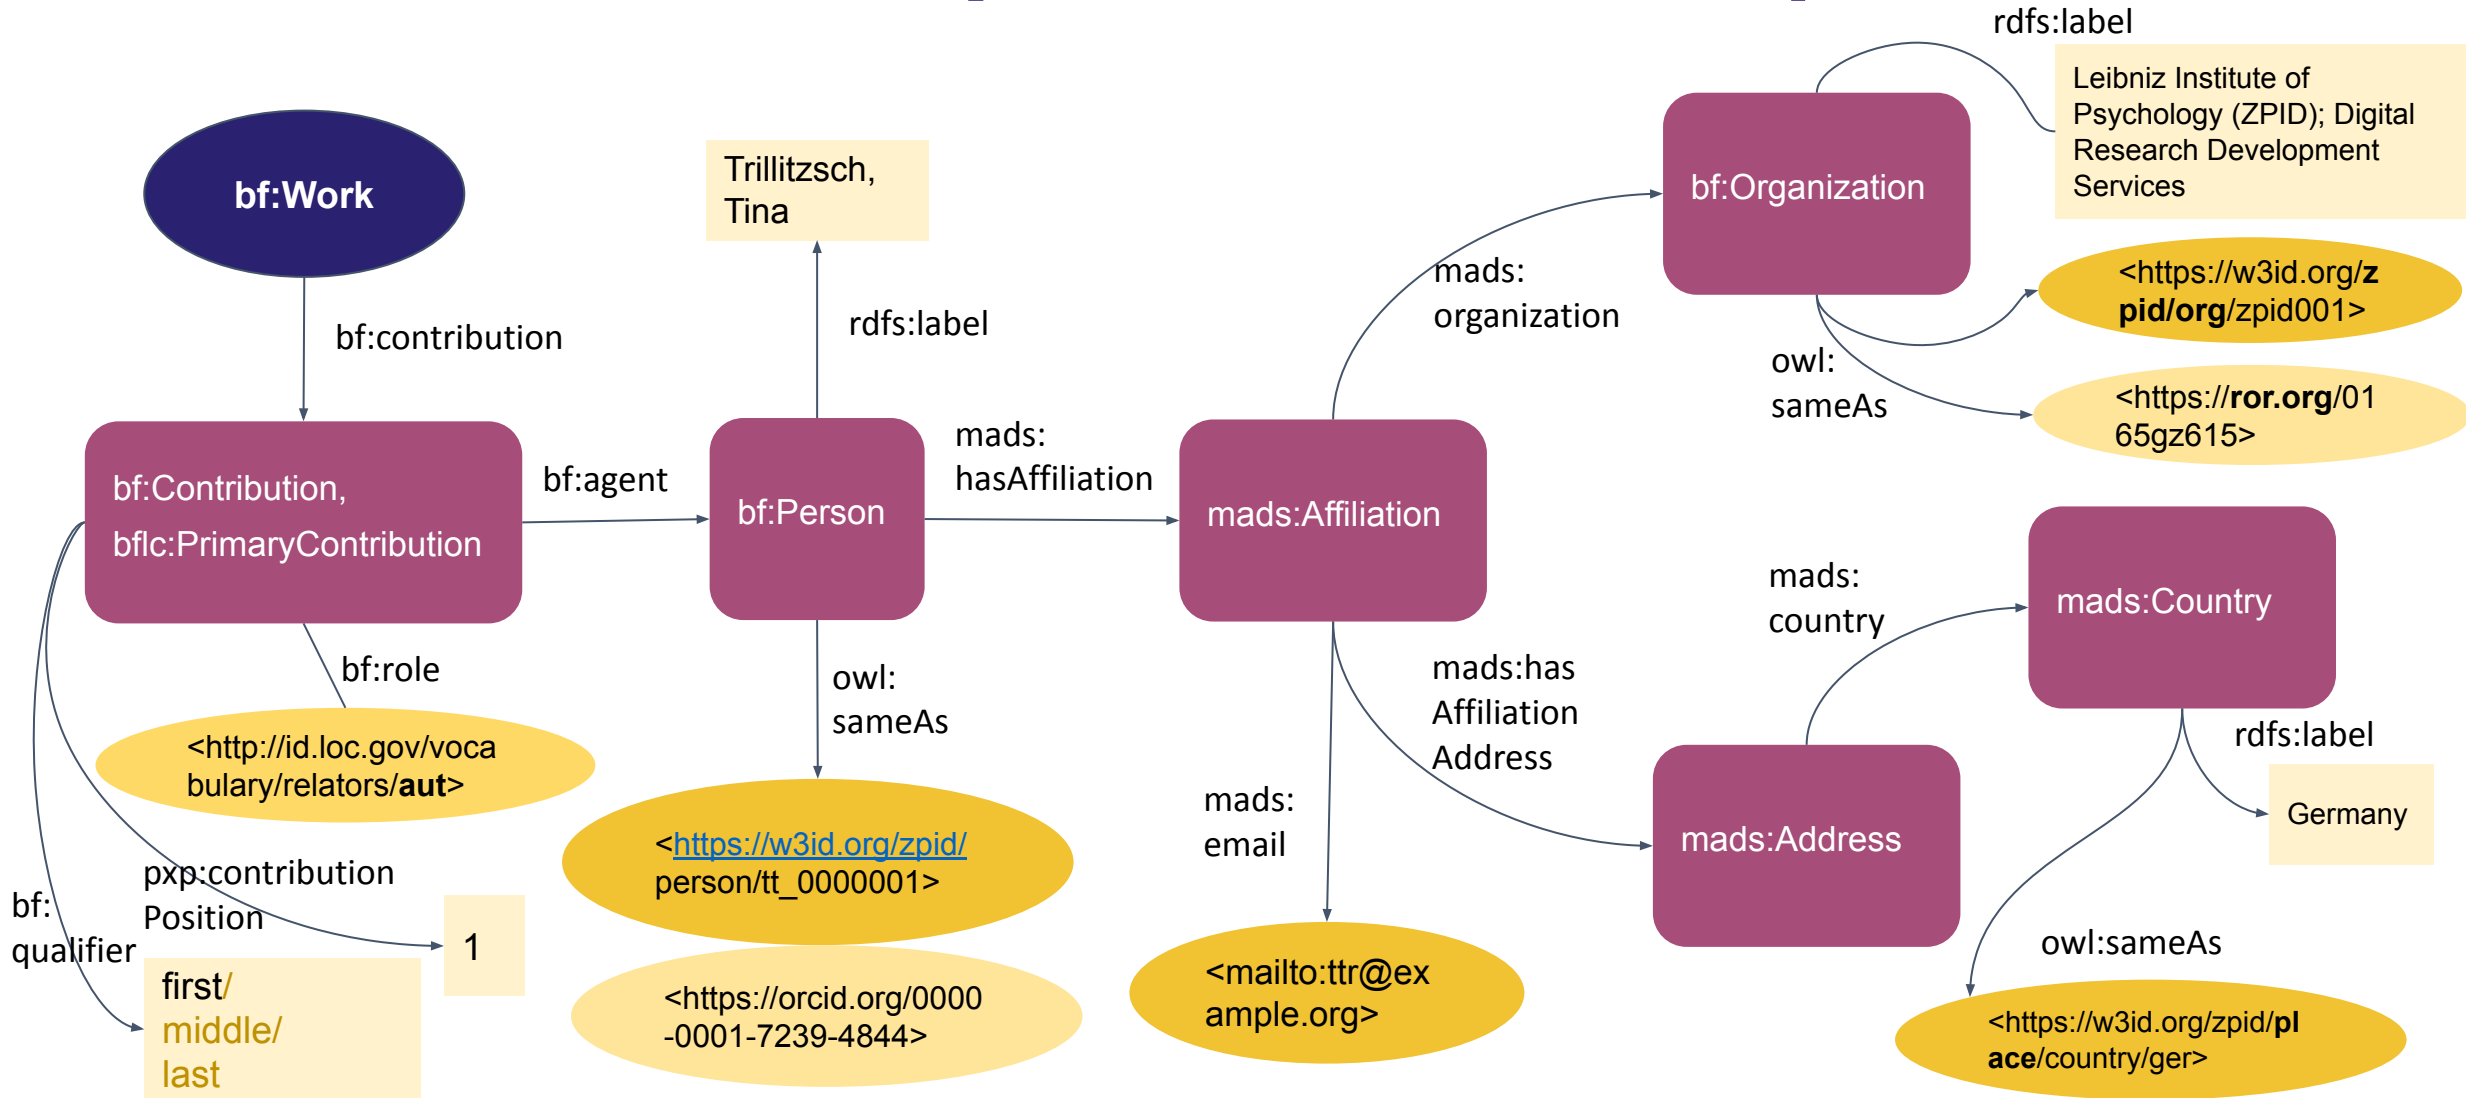 rdfs:label
Leibniz Institute of
Psychology (ZPID); Digital
Research Development
Services
bf:Work
Trillitzsch,
Tina
bf:Organization
mads:
organization
<https://w3id.org/z
pid/org/zpid001>
bf:contribution
rdfs:label
owl:
sameAs
<https://ror.org/01
65gz615>
bf:Contribution,
bflc:PrimaryContribution
bf:agent
bf:Person
mads:
hasAffiliation
mads:Affiliation
mads:
country
mads:Country
bf:role
<http://id.loc.gov/voca
bulary/relators/aut>
owl:
sameAs
mads:has
Affiliation
Address
rdfs:label
Germany
mads:
email
mads:Address
<https://w3id.org/zpid/
person/tt_0000001>
pxp:contribution
Position
bf:
qualifier
1
first/
middle/
last
<https://orcid.org/0000
-0001-7239-4844>
<mailto:ttr@ex
ample.org>
owl:sameAs
<https://w3id.org/zpid/pl
ace/country/ger>